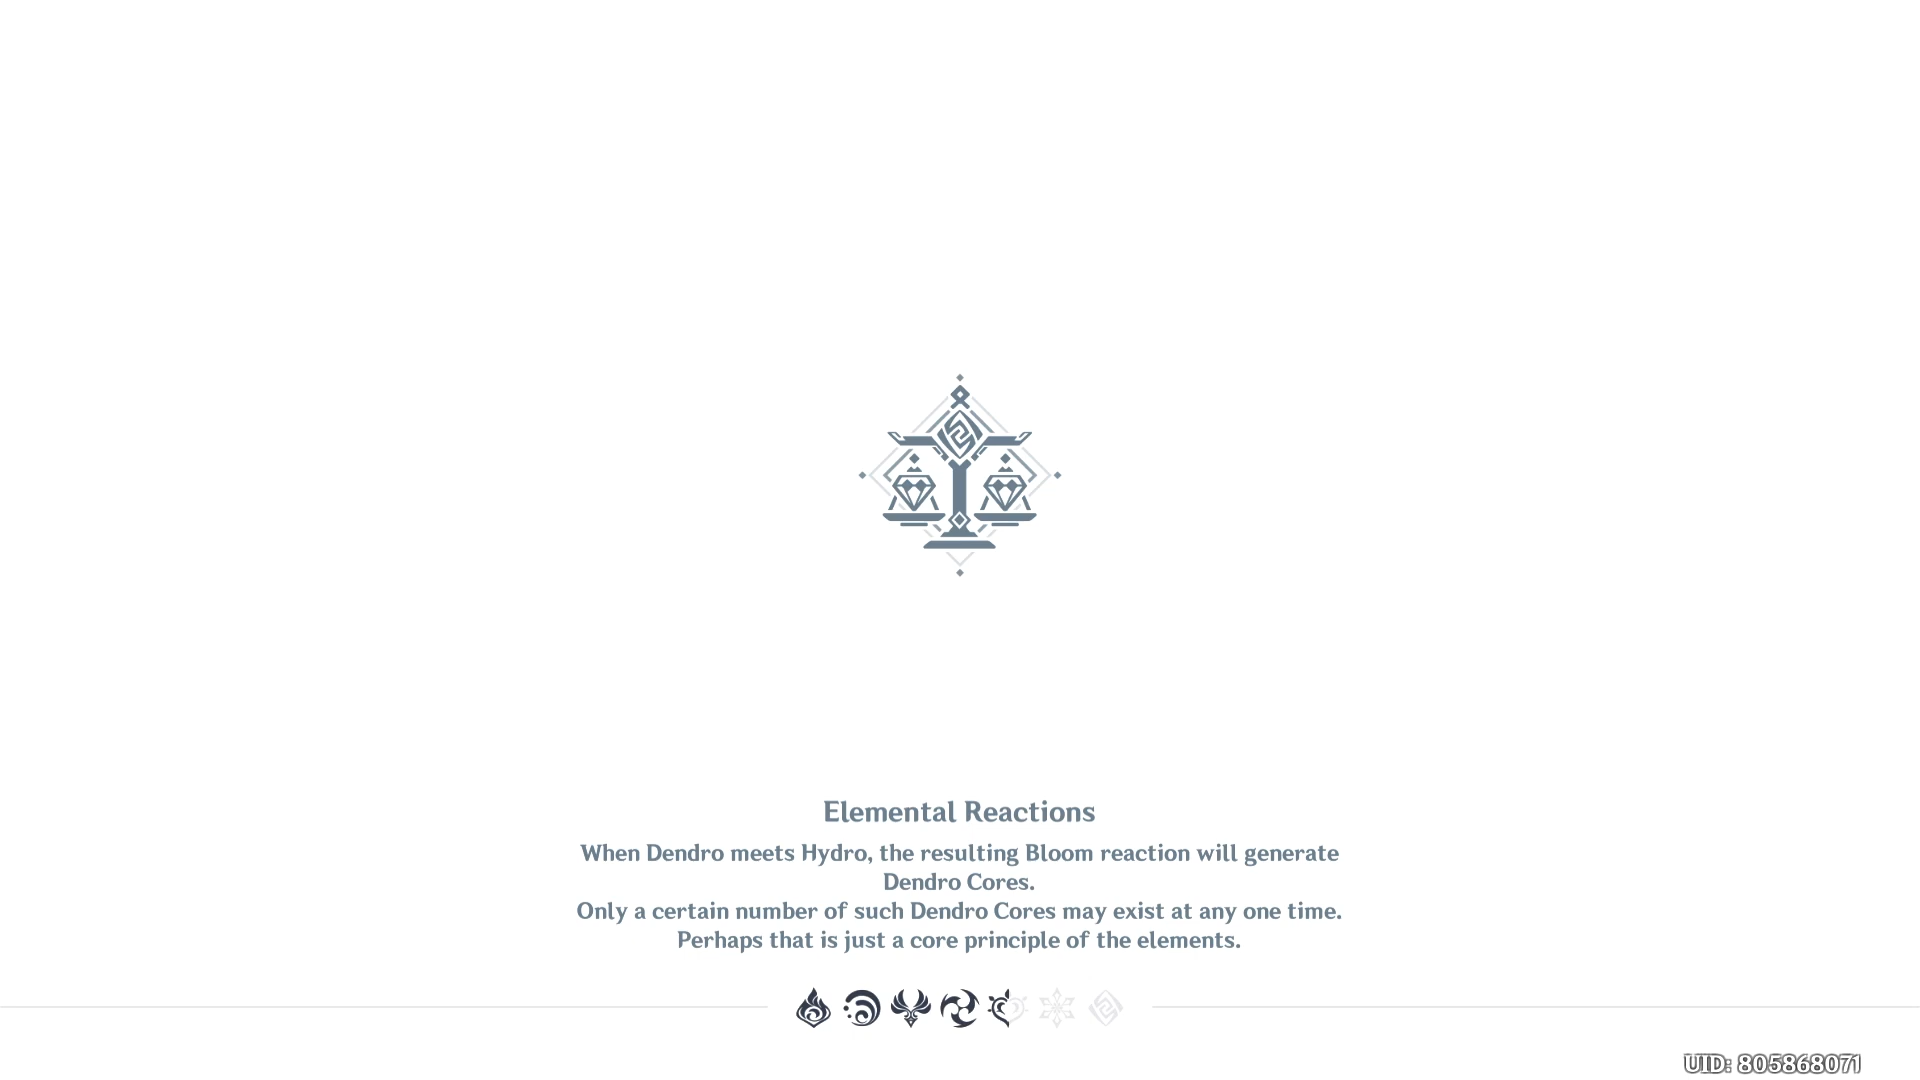 Elemental Reactions
When Dendro meets Hydro, the resulting Bloom reaction will generate
Dendro Cores.
Only a certain number of such Dendro Cores may exist at any one time.
Perhaps that is just a core principle of the elements.
UID: 805868071